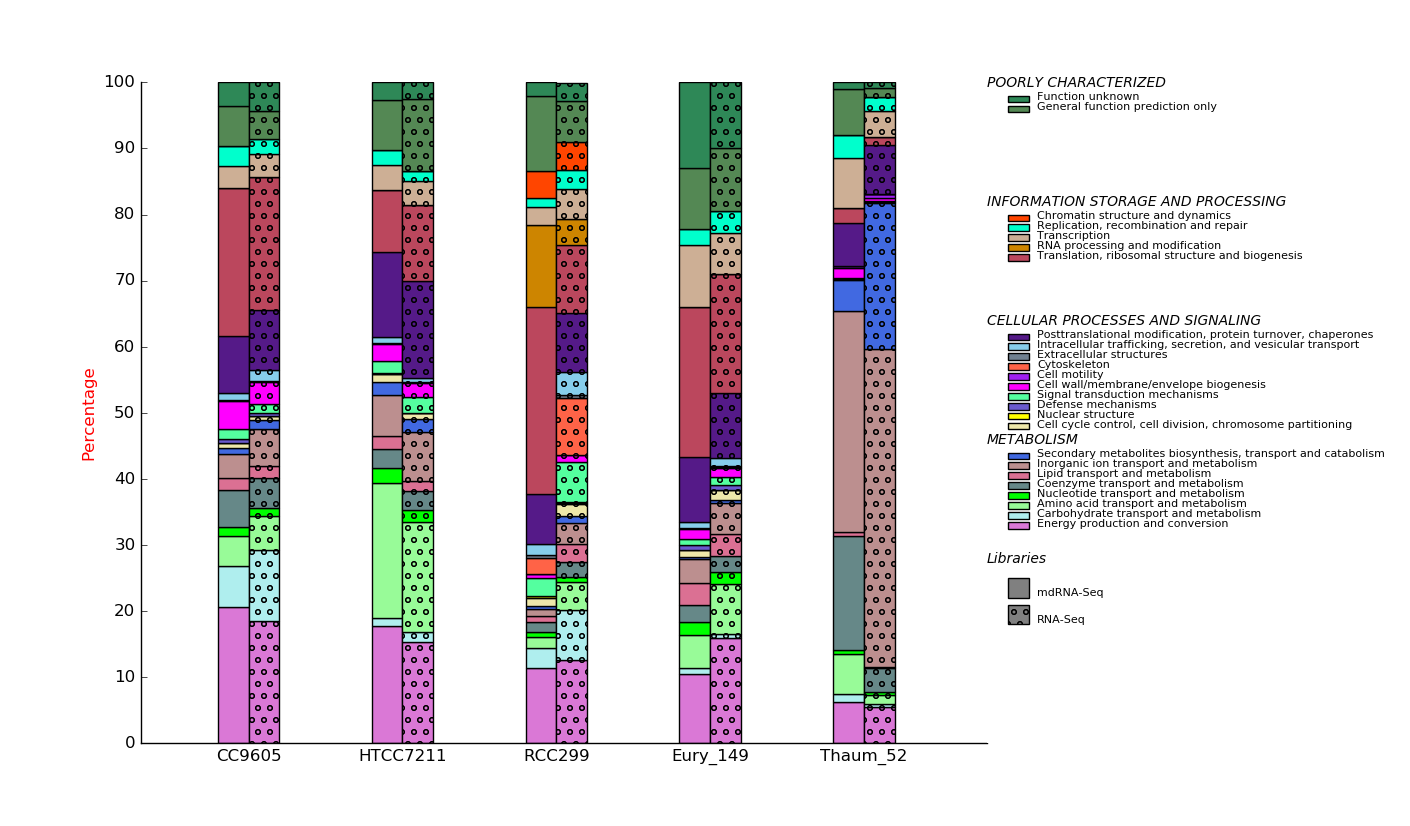 Percentage
100
90
80
70
60
50
40
30
20
10
0
CC9605
HTCC7211
RCC299
Eury_149
Thaum_52
POORLY CHARACTERIZED
Function unknown
General function prediction only
INFORMATION STORAGE AND PROCESSING
Chromatin structure and dynamics
Replication, recombination and repair
Transcription
RNA processing and modification
Translation, ribosomal structure and biogenesis
CELLULAR PROCESSES AND SIGNALING
Posttranslational modification, protein turnover, chaperones
Intracellular trafficking, secretion, and vesicular transport
Extracellular structures
Cytoskeleton
Cell motility
Cell wall/membrane/envelope biogenesis
Signal transduction mechanisms
Defense mechanisms
Nuclear structure
Cell cycle control, cell division, chromosome partitioning
METABOLISM
Secondary metabolites biosynthesis, transport and catabolism
Inorganic ion transport and metabolism
Lipid transport and metabolism
Coenzyme transport and metabolism
Nucleotide transport and metabolism
Amino acid transport and metabolism
Carbohydrate transport and metabolism
Energy production and conversion
Libraries
mdRNA-Seq
RNA-Seq